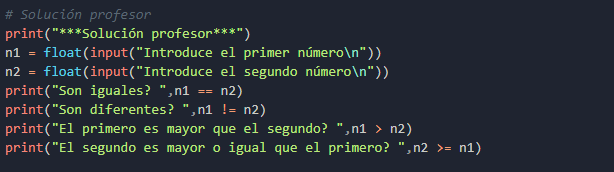 # Solución profesor
print("***Solución profesor***")
n1 = float(input("Introduce el primer número\n"))
n2 = float(input("Introduce el segundo número\n"))
print("Son iguales? ",n1 == n2)
print("Son diferentes? ",n1 != n2)
print("El primero es mayor que el segundo? ",n1 > n2)
print("El segundo es mayor o igual que el primero? ",n2 >= n1)